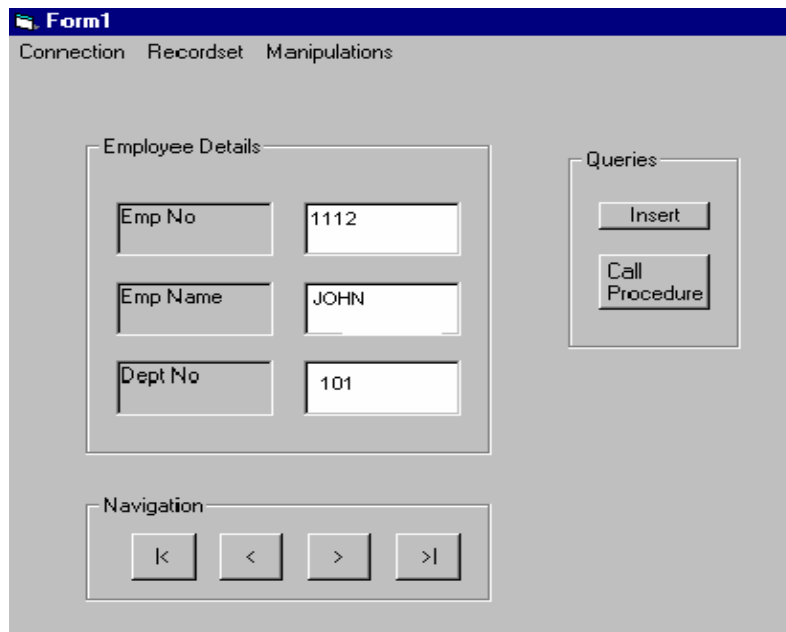 Form1
Connection Recordset Manipulations
Employee Details
Emp No
1112
Emp Name
JOHN
Dept No
101
Queries
Insert
Call
Procedure
Navigation
|< < > >|